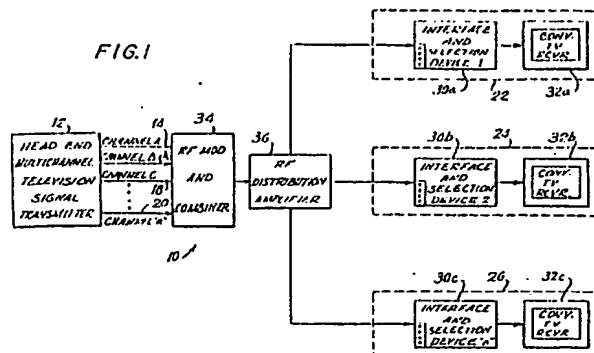 FIG.1
12
HEAD END
MULTICHANNEL
TELEVISION
SIGNAL
TRANSMITTER
CHANNEL A
CHANNEL B
CHANNEL C
18
20
CHANNEL "N"
34
RF MOD
AND
COMBINER
10
36
RF
DISTRIBUTION
AMPLIFIER
INTERFACE
AND
SELECTION
DEVICE 1
30a
22
CONV.
TV
RCVR.
32a
30b
INTERFACE
AND
SELECTION
DEVICE 2
32b
CONV.
TV
RCVR.
30c
26
INTERFACE
AND
SELECTION
DEVICE "n"
32c
CONV.
TV
RCVR.